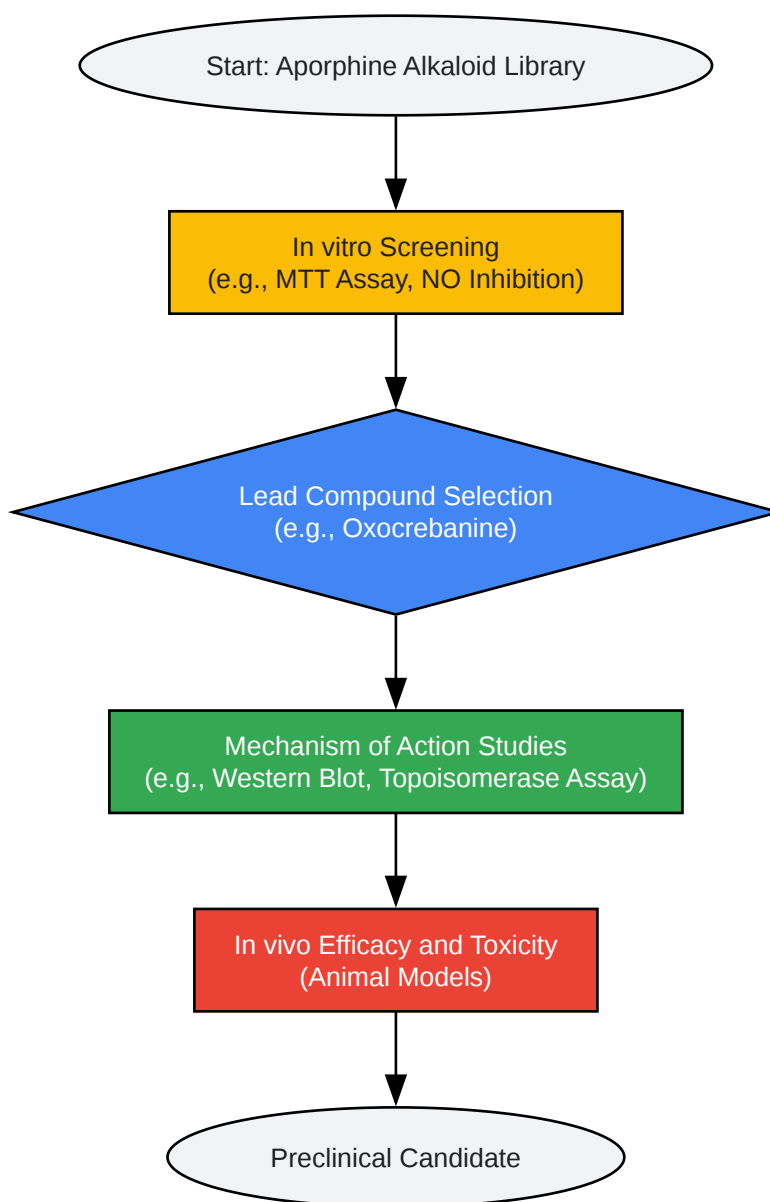 Start: Aporphine Alkaloid Library
In vitro Screening
(e.g., MTT Assay, NO Inhibition)
Lead Compound Selection
(e.g., Oxocrebanine)
Mechanism of Action Studies
(e.g., Western Blot, Topoisomerase Assay)
In vivo Efficacy and Toxicity
(Animal Models)
Preclinical Candidate